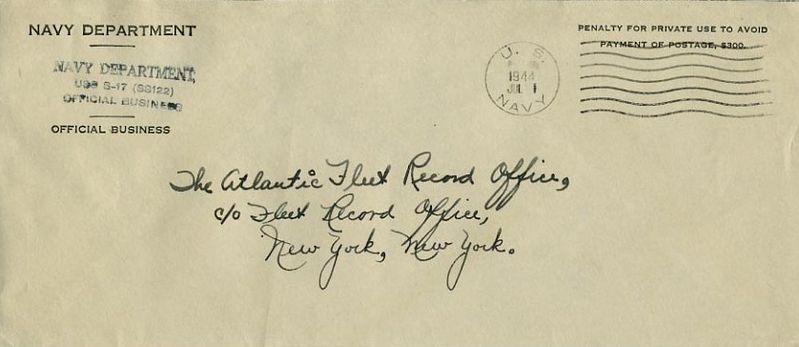 NAVY DEPARTMENT
NAVY DEPARTMENT,
USS S-17 (SS122)
OFFICIAL BUSINESS
OFFICIAL BUSINESS
U. S.
1944
JUL 1
NAVY
PENALTY FOR PRIVATE USE TO AVOID
PAYMENT OF POSTAGE, $300.
The Atlantic Fleet Record Office,
c/o Fleet Record Office,
New York, New York.